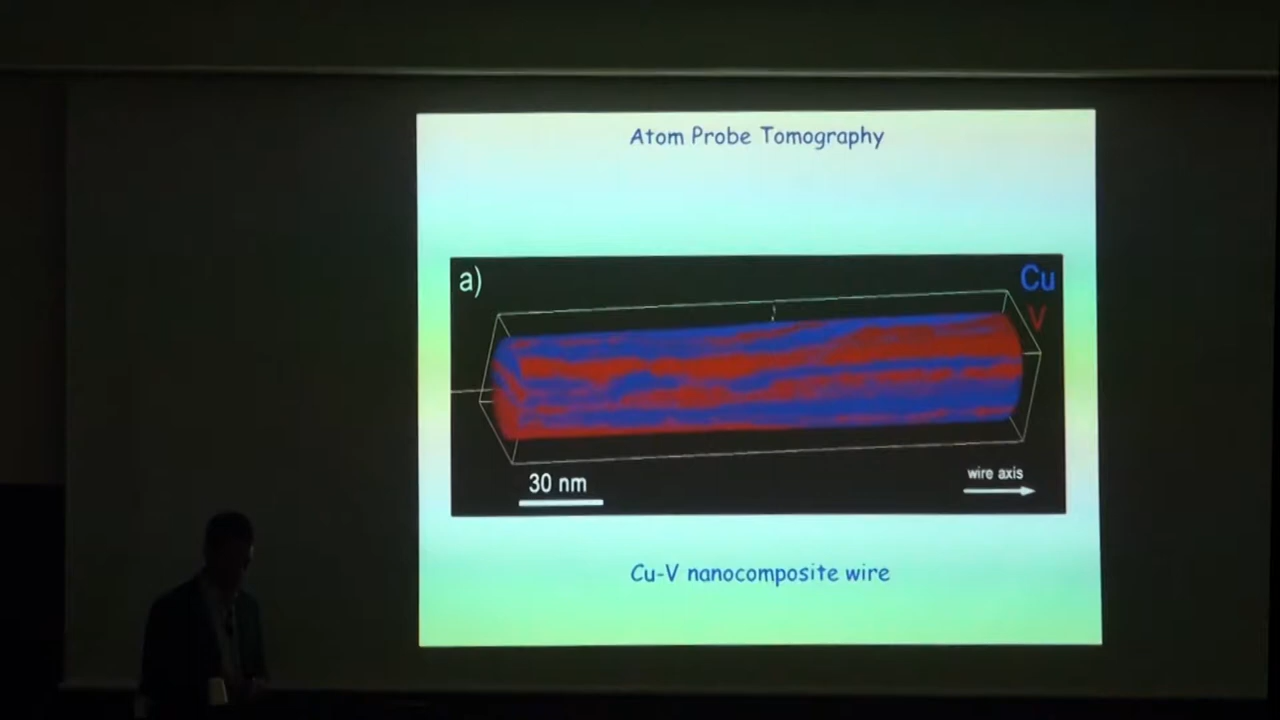 Atom Probe Tomography
a)
Cu
V
30 nm
wire axis
Cu-V nanocomposite wire